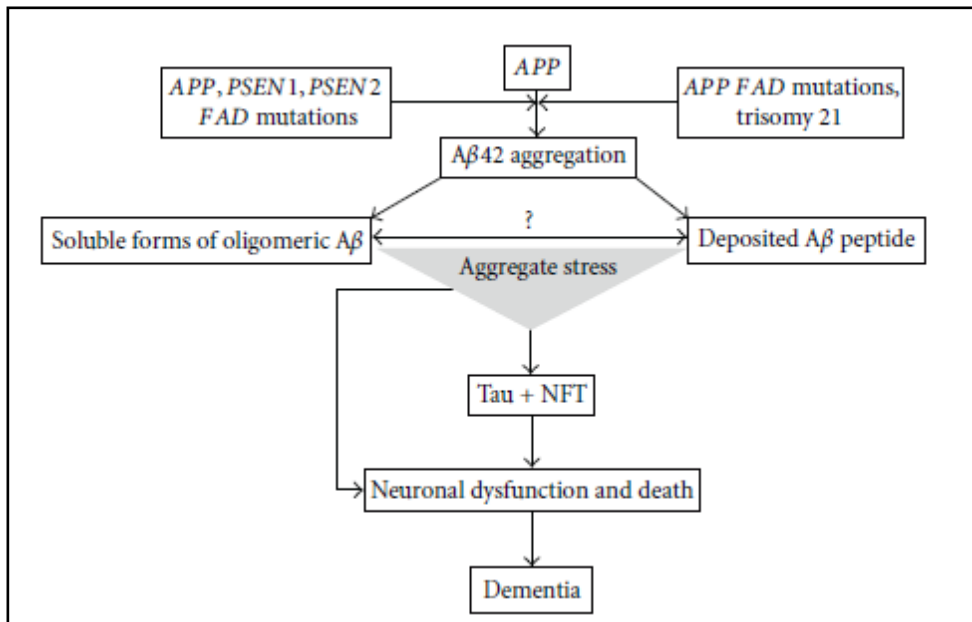 APP
APP, PSEN1, PSEN2
FAD mutations
APP FAD mutations,
trisomy 21
Aβ42 aggregation
?
Soluble forms of oligomeric Aβ
Deposited Aβ peptide
Aggregate stress
Tau + NFT
Neuronal dysfunction and death
Dementia